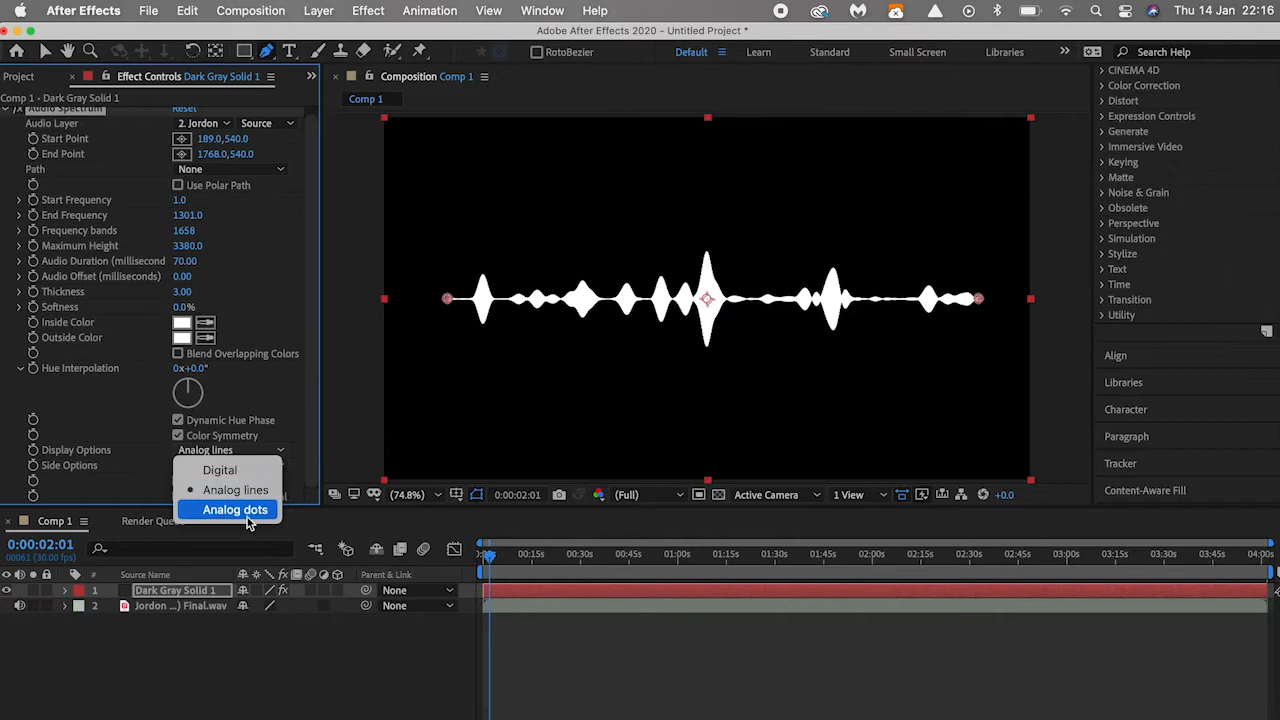 After Effects File Edit Composition Layer Effect Animation View Window Help Thu 14 Jan 22:16
Adobe After Effects 2020 - Untitled Project *
RotoBezier Default Learn Standard Small Screen Libraries Search Help
Project Effect Controls Dark Gray Solid 1 Composition Comp 1
Comp 1 • Dark Gray Solid 1
Comp 1
fx Audio Spectrum Reset
Audio Layer 2. Jordon Source
Start Point 189.0,540.0
End Point 1768.0,540.0
Path None
Use Polar Path
Start Frequency 1.0
End Frequency 1301.0
Frequency bands 1658
Maximum Height 3380.0
Audio Duration (millisecond 70.00
Audio Offset (milliseconds) 0.00
Thickness 3.00
Softness 0.0%
Inside Color
Outside Color
Blend Overlapping Colors
Hue Interpolation 0x+0.0°
Dynamic Hue Phase
Color Symmetry
Display Options Analog lines
Side Options
Digital
Analog lines
Analog dots
CINEMA 4D
Color Correction
Distort
Expression Controls
Generate
Immersive Video
Keying
Matte
Noise & Grain
Obsolete
Perspective
Simulation
Stylize
Text
Time
Transition
Utility
Align
Libraries
Character
Paragraph
Tracker
Content-Aware Fill
(74.8%) 0:00:02:01 (Full) Active Camera 1 View +0.0
Comp 1 Render Que
0:00:02:01
00061 (30.00 fps)
00:15s 00:30s 00:45s 01:00s 01:15s 01:30s 01:45s 02:00s 02:15s 02:30s 02:45s 03:00s 03:15s 03:30s 03:45s 04:00s
# Source Name fx Parent & Link
1 Dark Gray Solid 1 fx None
2 Jordon ...) Final.wav None